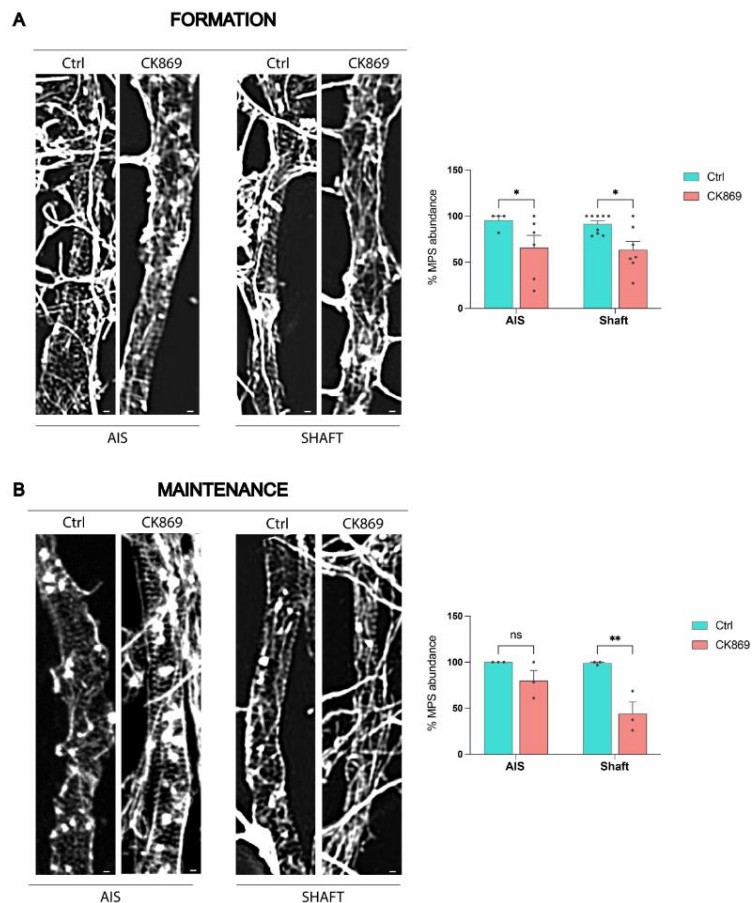 A FORMATION
Ctrl CK869 Ctrl CK869
AIS SHAFT
% MPS abundance
150
100
50
0
* *
AIS Shaft
Ctrl
CK869
B MAINTENANCE
Ctrl CK869 Ctrl CK869
AIS SHAFT
% MPS abundance
150
100
50
0
ns **
AIS Shaft
Ctrl
CK869